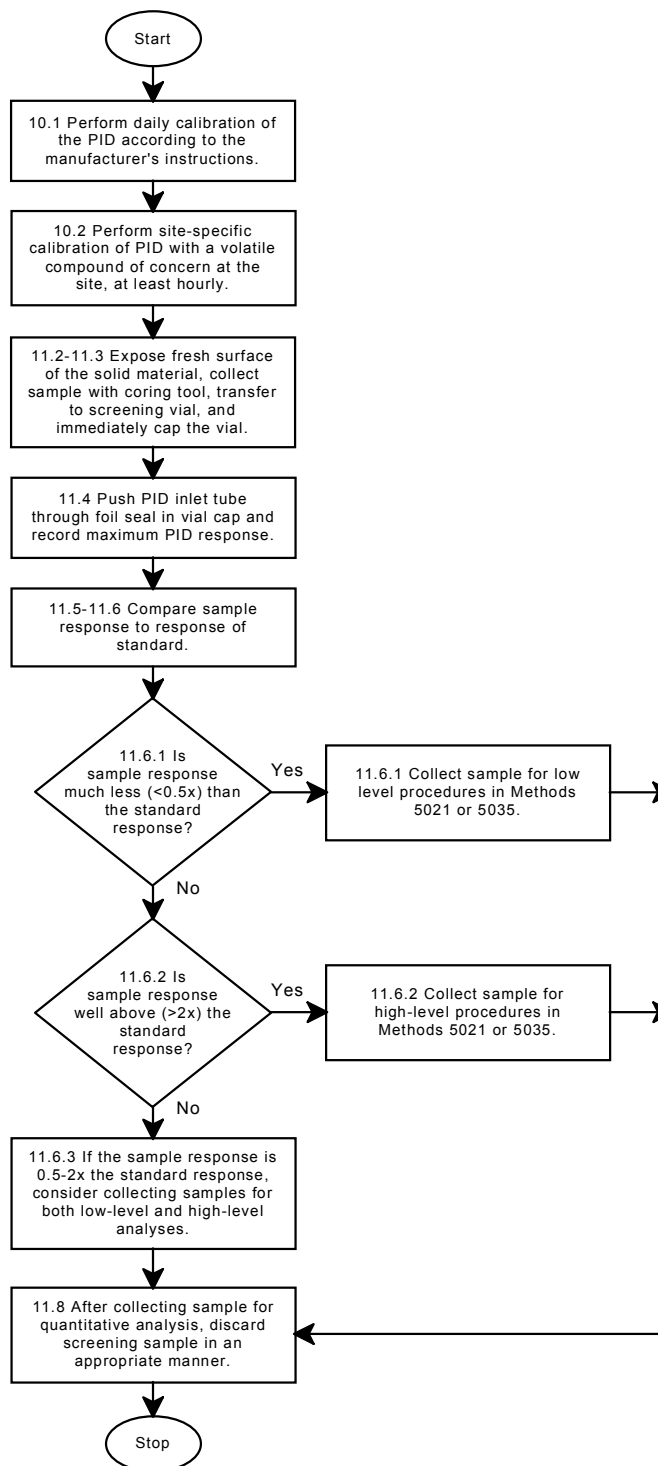 Start
10.1 Perform daily calibration of
the PID according to the
manufacturer's instructions.
10.2 Perform site-specific
calibration of PID with a volatile
compound of concern at the
site, at least hourly.
11.2-11.3 Expose fresh surface
of the solid material, collect
sample with coring tool, transfer
to screening vial, and
immediately cap the vial.
11.4 Push PID inlet tube
through foil seal in vial cap and
record maximum PID response.
11.5-11.6 Compare sample
response to response of
standard.
11.6.1 Is
sample response
much less (<0.5x) than
the standard
response?
Yes
11.6.1 Collect sample for low
level procedures in Methods
5021 or 5035.
No
11.6.2 Is
sample response
well above (>2x) the
standard
response?
Yes
11.6.2 Collect sample for
high-level procedures in
Methods 5021 or 5035.
No
11.6.3 If the sample response is
0.5-2x the standard response,
consider collecting samples for
both low-level and high-level
analyses.
11.8 After collecting sample for
quantitative analysis, discard
screening sample in an
appropriate manner.
Stop